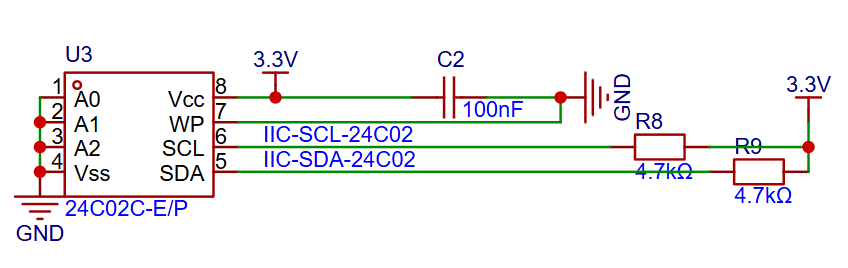 U3
3.3V
C2
3.3V
1
8
A0
Vcc
2
7
100nF
GND
A1
WP
3
6
IIC-SCL-24C02
R8
A2
SCL
4
5
IIC-SDA-24C02
R9
Vss
SDA
4.7kΩ
24C02C-E/P
4.7kΩ
GND